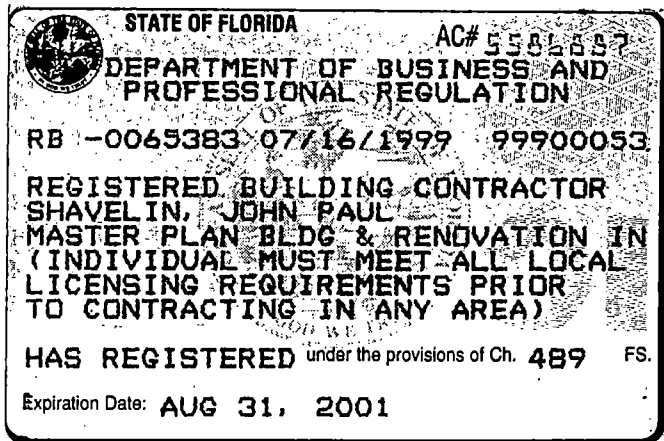 STATE OF FLORIDA
AC#
DEPARTMENT OF BUSINESS AND
PROFESSIONAL REGULATION
RB -0065383 07/16/1999 99900053
REGISTERED BUILDING CONTRACTOR
SHAVELIN, JOHN PAUL
MASTER PLAN BLDG & RENOVATION IN
(INDIVIDUAL MUST MEET ALL LOCAL
LICENSING REQUIREMENTS PRIOR
TO CONTRACTING IN ANY AREA)
HAS REGISTERED under the provisions of Ch. 489 FS.
Expiration Date: AUG 31, 2001